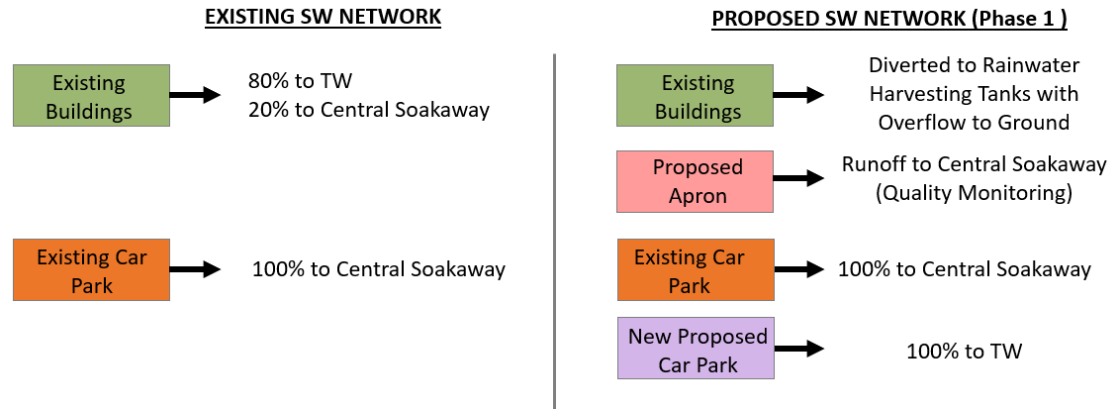 EXISTING SW NETWORK
Existing
Buildings
80% to TW
20% to Central Soakaway
Existing Car
Park
100% to Central Soakaway
PROPOSED SW NETWORK (Phase 1 )
Existing
Buildings
Diverted to Rainwater
Harvesting Tanks with
Overflow to Ground
Proposed
Apron
Runoff to Central Soakaway
(Quality Monitoring)
Existing Car
Park
100% to Central Soakaway
New Proposed
Car Park
100% to TW